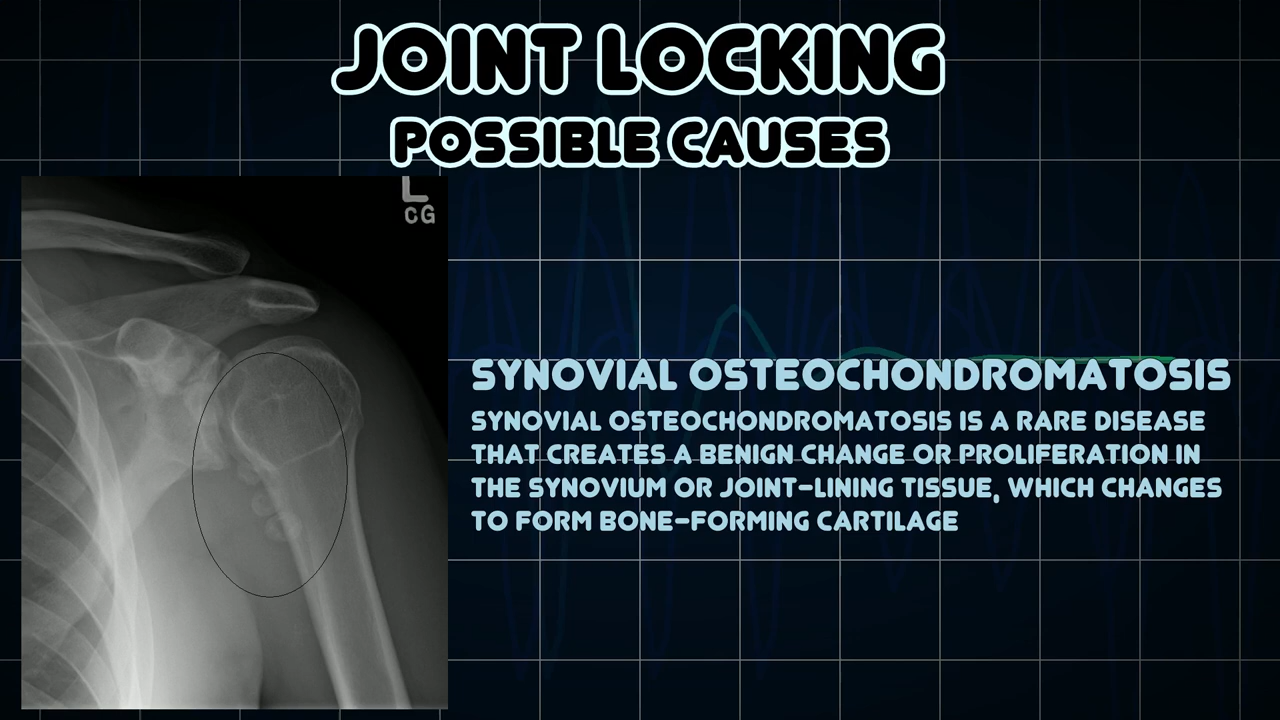 JOINT LOCKING
POSSIBLE CAUSES
L
CG
SYNOVIAL OSTEOCHONDROMATOSIS
SYNOVIAL OSTEOCHONDROMATOSIS IS A RARE DISEASE
THAT CREATES A BENIGN CHANGE OR PROLIFERATION IN
THE SYNOVIUM OR JOINT-LINING TISSUE, WHICH CHANGES
TO FORM BONE-FORMING CARTILAGE